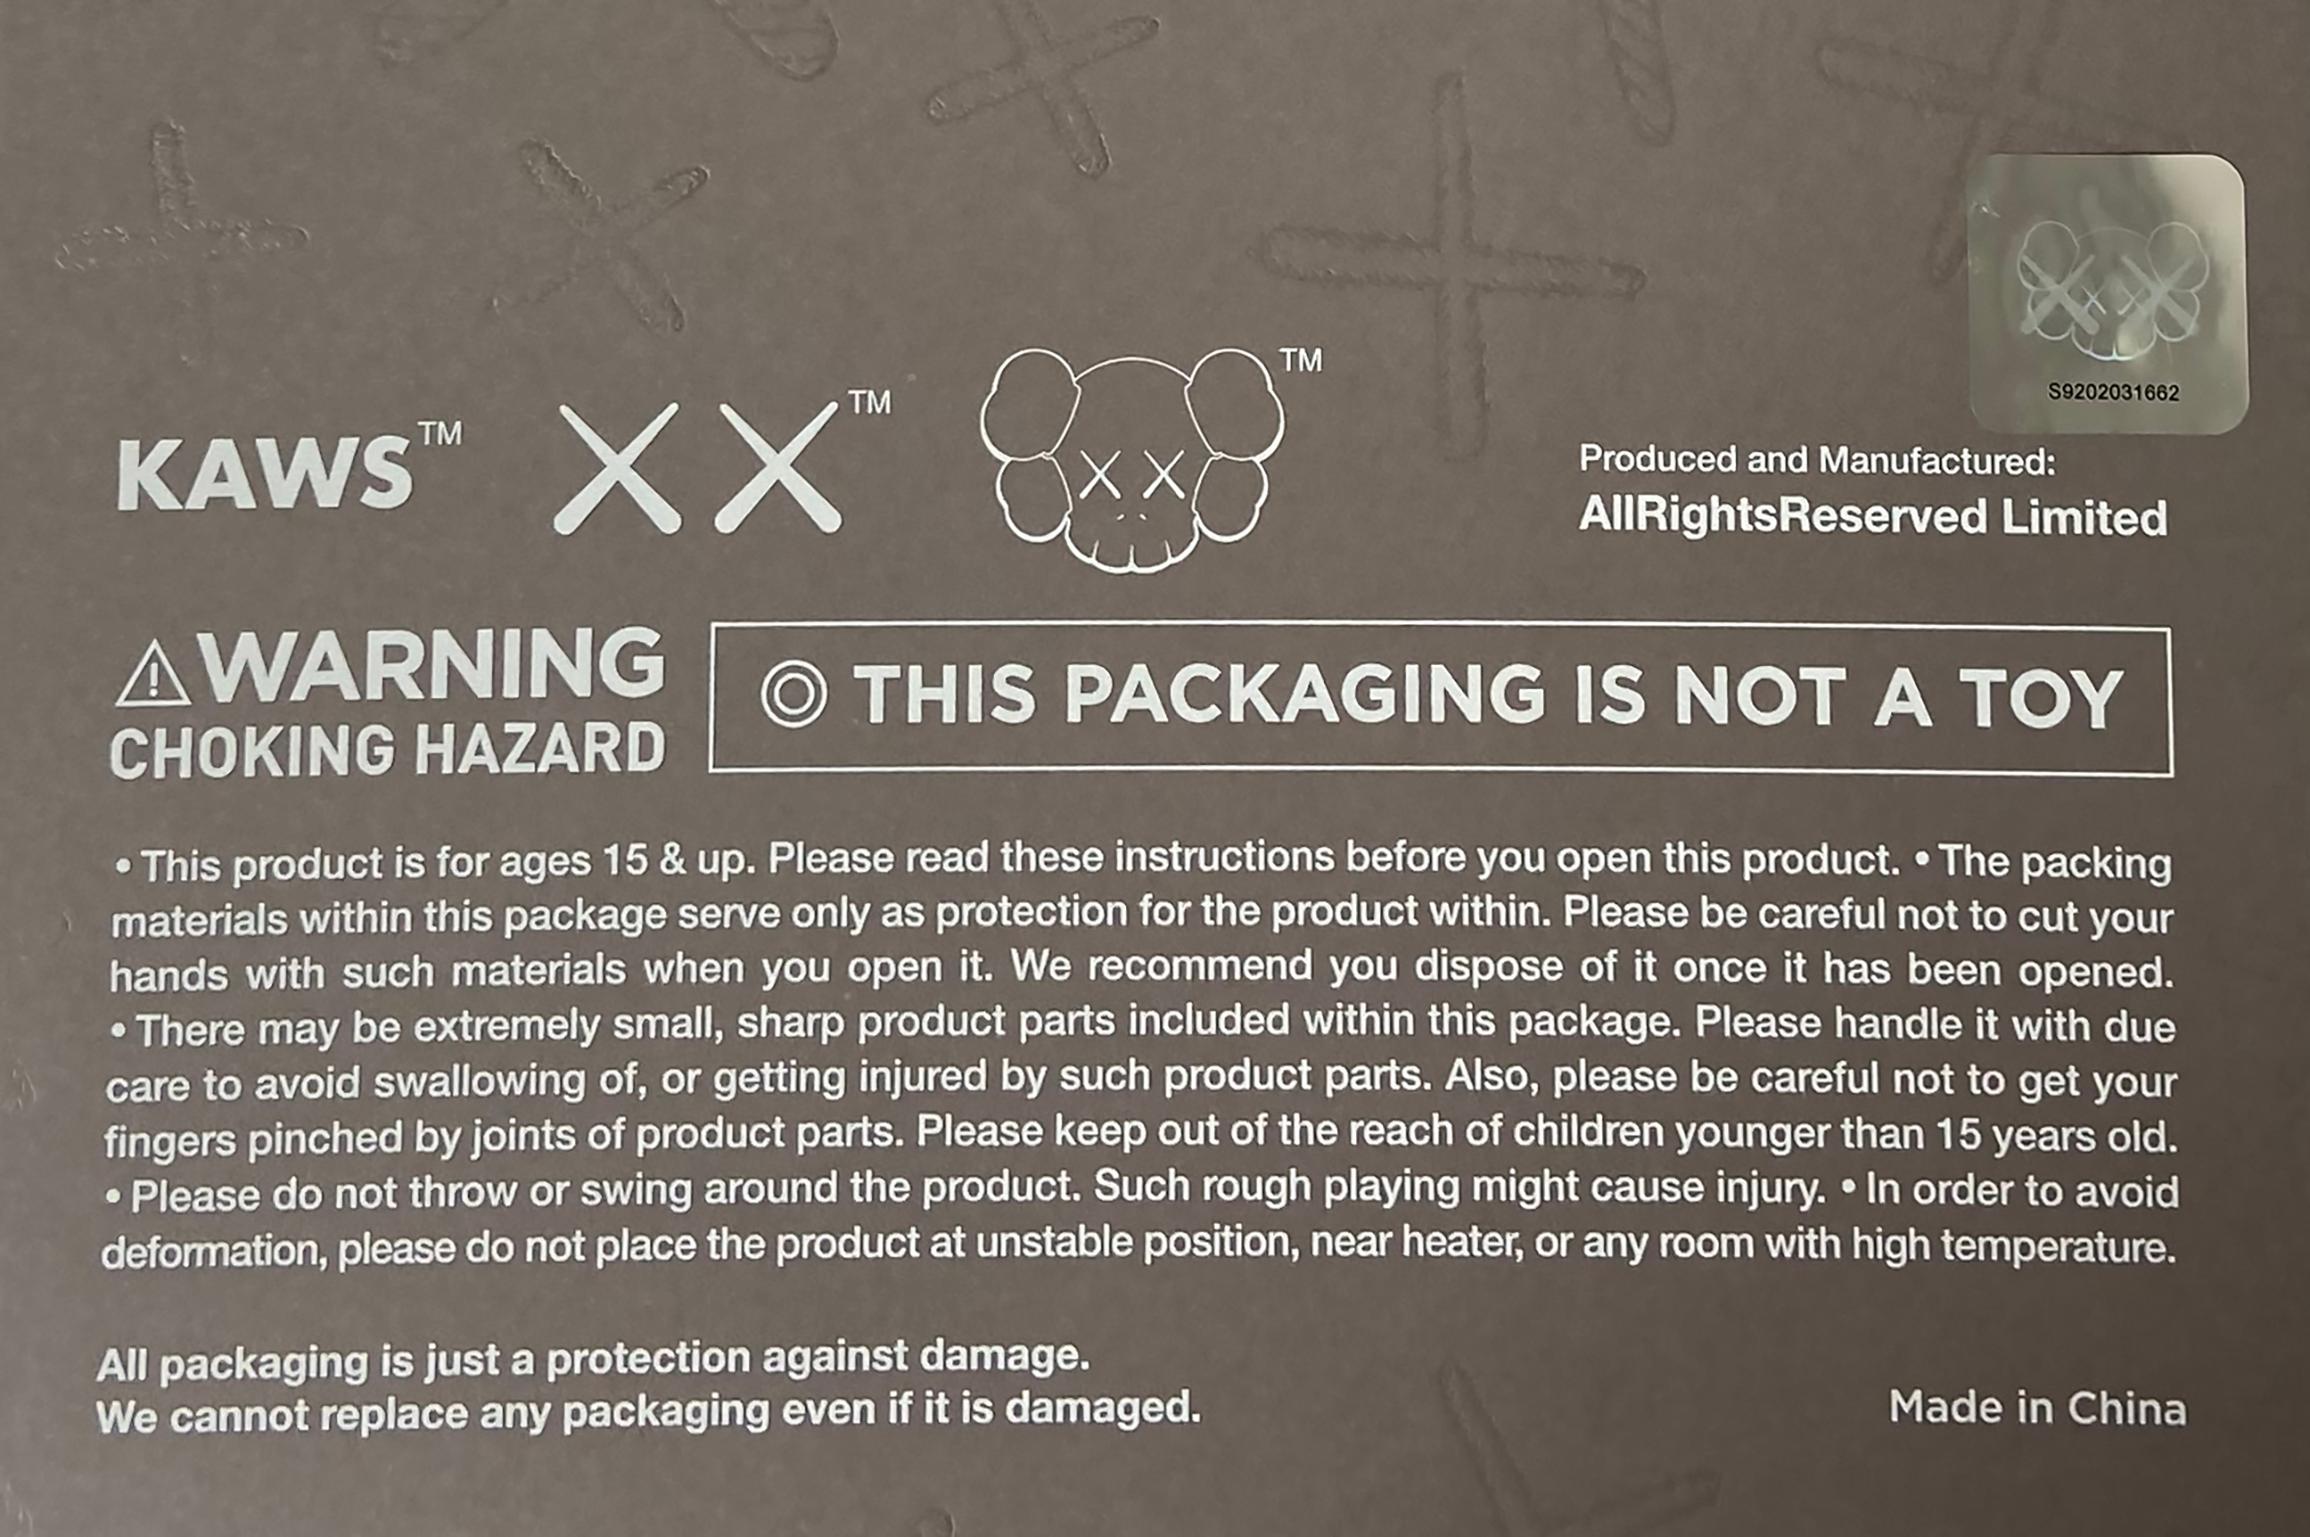 S9202031662
KAWS™ XX™ ™
Produced and Manufactured:
AllRightsReserved Limited
WARNING
CHOKING HAZARD
◎ THIS PACKAGING IS NOT A TOY
• This product is for ages 15 & up. Please read these instructions before you open this product. • The packing
materials within this package serve only as protection for the product within. Please be careful not to cut your
hands with such materials when you open it. We recommend you dispose of it once it has been opened.
• There may be extremely small, sharp product parts included within this package. Please handle it with due
care to avoid swallowing of, or getting injured by such product parts. Also, please be careful not to get your
fingers pinched by joints of product parts. Please keep out of the reach of children younger than 15 years old.
• Please do not throw or swing around the product. Such rough playing might cause injury. • In order to avoid
deformation, please do not place the product at unstable position, near heater, or any room with high temperature.
All packaging is just a protection against damage.
We cannot replace any packaging even if it is damaged.
Made in China